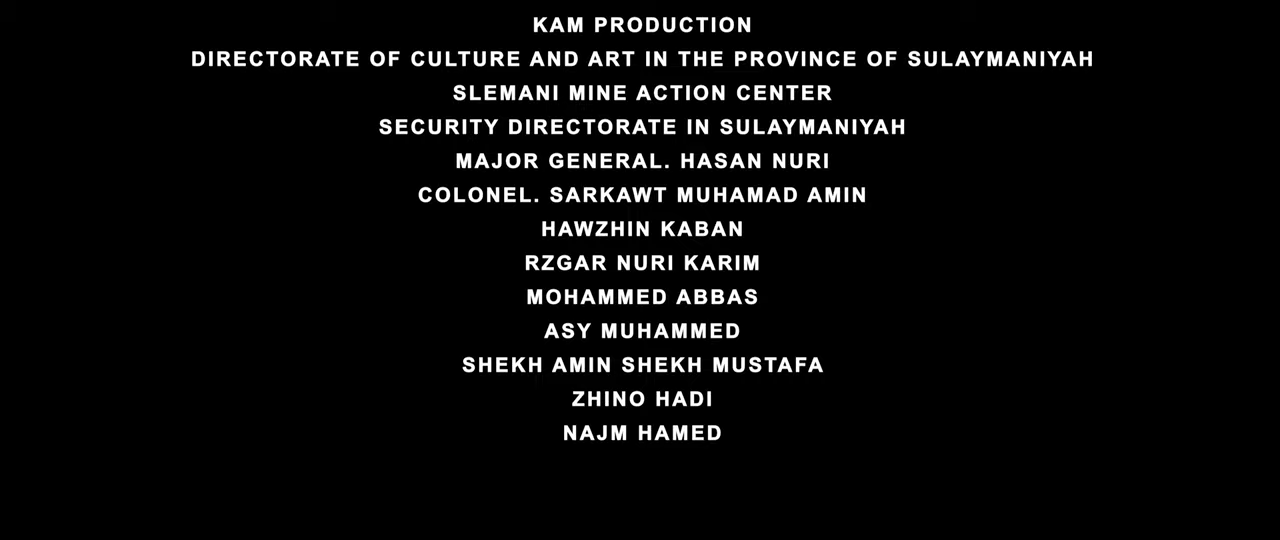 KAM PRODUCTION
DIRECTORATE OF CULTURE AND ART IN THE PROVINCE OF SULAYMANIYAH
SLEMANI MINE ACTION CENTER
SECURITY DIRECTORATE IN SULAYMANIYAH
MAJOR GENERAL. HASAN NURI
COLONEL. SARKAWT MUHAMAD AMIN
HAWZHIN KABAN
RZGAR NURI KARIM
MOHAMMED ABBAS
ASY MUHAMMED
SHEKH AMIN SHEKH MUSTAFA
ZHINO HADI
NAJM HAMED